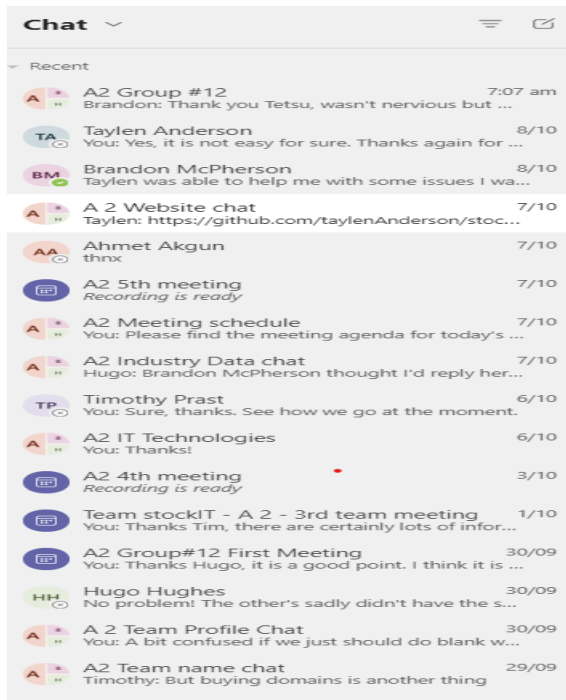 Chat
Recent
A2 Group #12 7:07 am
Brandon: Thank you Tetsu, wasn't nervious but ...
TA Taylen Anderson 8/10
You: Yes, it is not easy for sure. Thanks again for ...
BM Brandon McPherson 8/10
Taylen was able to help me with some issues I wa...
A A 2 Website chat 7/10
Taylen: https://github.com/taylenAnderson/stoc...
AA Ahmet Akgun 7/10
thnx
A2 5th meeting 7/10
Recording is ready
A A2 Meeting schedule 7/10
You: Please find the meeting agenda for today's ...
A A2 Industry Data chat 7/10
Hugo: Brandon McPherson thought I'd reply her...
TP Timothy Prast 6/10
You: Sure, thanks. See how we go at the moment.
A A2 IT Technologies 6/10
You: Thanks!
A2 4th meeting 3/10
Recording is ready
Team stockIT - A 2 - 3rd team meeting 1/10
You: Thanks Tim, there are certainly lots of infor...
A2 Group#12 First Meeting 30/09
You: Thanks Hugo, it is a good point. I think it is ...
HH Hugo Hughes 30/09
No problem! The other's sadly didn't have the s...
A A 2 Team Profile Chat 30/09
You: A bit confused if we just should do blank w...
A A2 Team name chat 29/09
Timothy: But buying domains is another thing